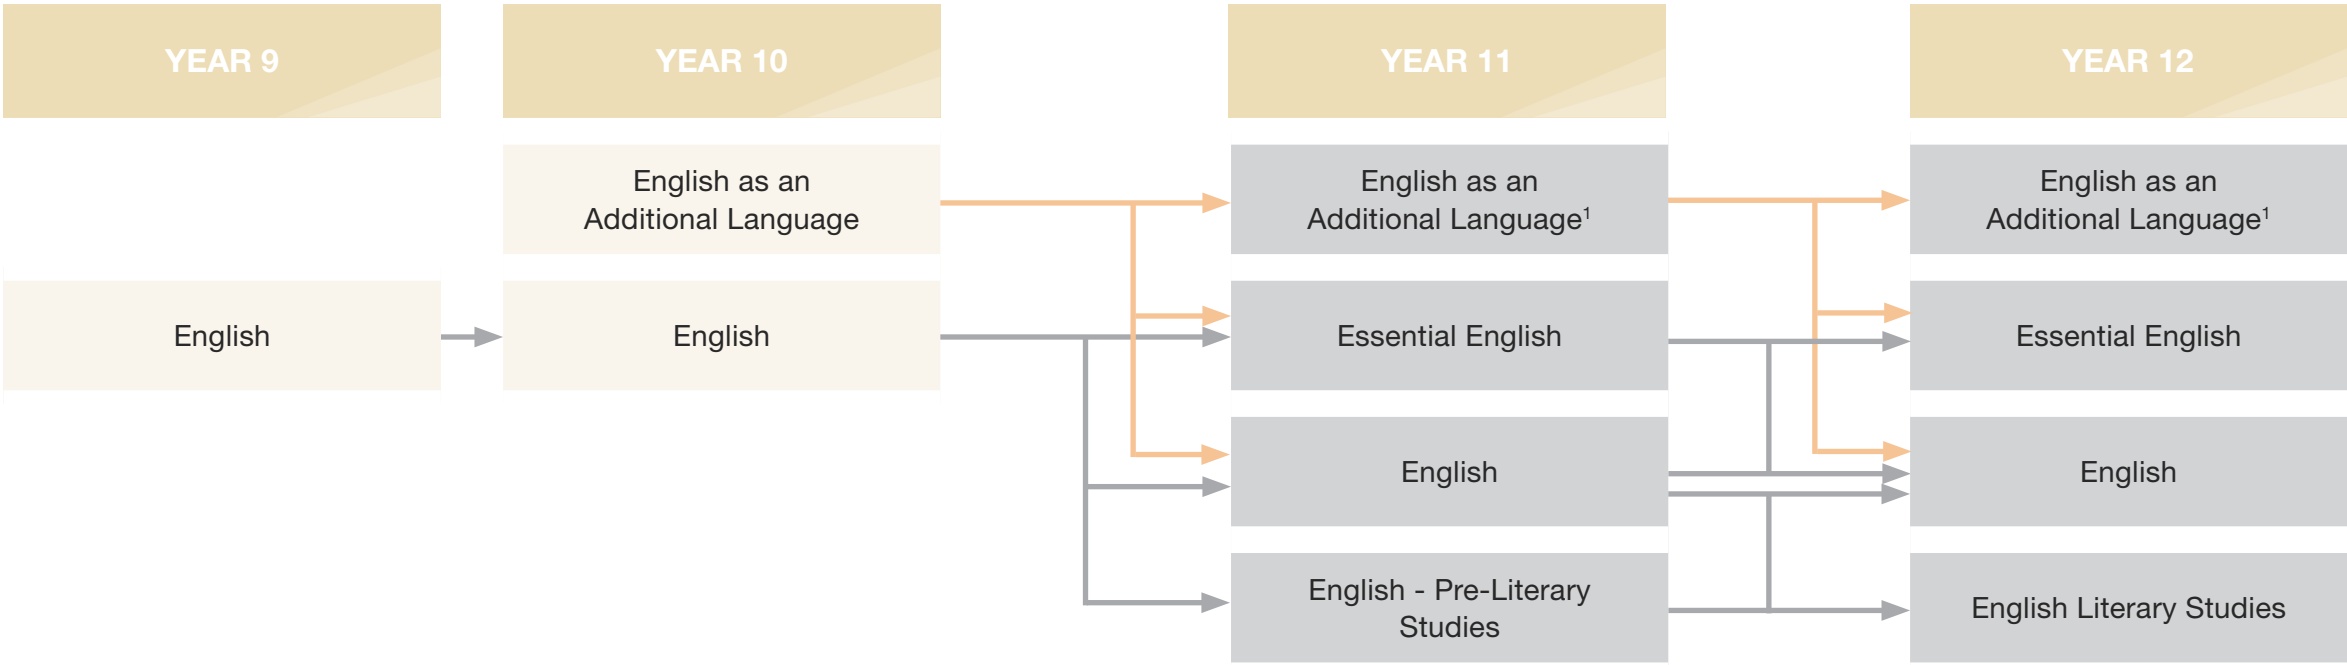 YEAR 9
YEAR 10
YEAR 11
YEAR 12
English as an
Additional Language
English as an
Additional Language¹
English as an
Additional Language¹
English
English
Essential English
Essential English
English
English
English - Pre-Literary
Studies
English Literary Studies